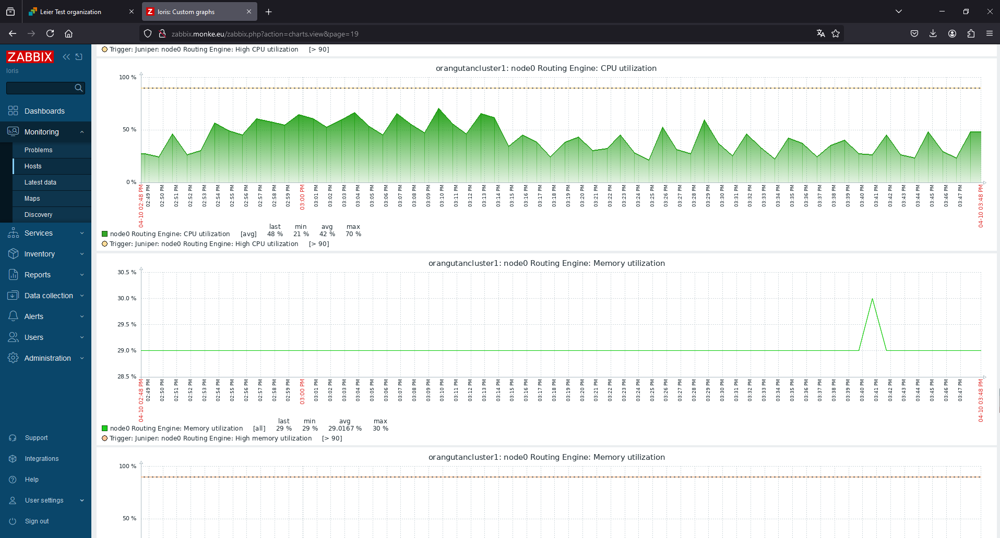 Leier Test organization
Z
loris: Custom graphs
zabbix.monke.eu/zabbix.php?action=charts.view&page=19
ZABBIX
loris
Dashboards
Monitoring
Problems
Hosts
Latest data
Maps
Discovery
Services
Inventory
Reports
Data collection
Alerts
Users
Administration
Support
Integrations
Help
User settings
Sign out
Trigger: Juniper: node0 Routing Engine: High CPU utilization [> 90]
orangutancluster1: node0 Routing Engine: CPU utilization
100 %
50 %
0 %
04-10 02:48 PM 02:49 PM 02:50 PM 02:51 PM 02:52 PM 02:53 PM 02:54 PM 02:55 PM 02:56 PM 02:57 PM 02:58 PM 02:59 PM 03:00 PM 03:01 PM 03:02 PM 03:03 PM 03:04 PM 03:05 PM 03:06 PM 03:07 PM 03:08 PM 03:09 PM 03:10 PM 03:11 PM 03:12 PM 03:13 PM 03:14 PM 03:15 PM 03:16 PM 03:17 PM 03:18 PM 03:19 PM 03:20 PM 03:21 PM 03:22 PM 03:23 PM 03:24 PM 03:25 PM 03:26 PM 03:27 PM 03:28 PM 03:29 PM 03:30 PM 03:31 PM 03:32 PM 03:33 PM 03:34 PM 03:35 PM 03:36 PM 03:37 PM 03:38 PM 03:39 PM 03:40 PM 03:41 PM 03:42 PM 03:43 PM 03:44 PM 03:45 PM 03:46 PM 03:47 PM 04-10 03:48 PM
last min avg max
node0 Routing Engine: CPU utilization [avg] 48 % 21 % 42 % 70 %
Trigger: Juniper: node0 Routing Engine: High CPU utilization [> 90]
orangutancluster1: node0 Routing Engine: Memory utilization
30.5 %
30.0 %
29.5 %
29.0 %
28.5 %
04-10 02:48 PM 02:49 PM 02:50 PM 02:51 PM 02:52 PM 02:53 PM 02:54 PM 02:55 PM 02:56 PM 02:57 PM 02:58 PM 02:59 PM 03:00 PM 03:01 PM 03:02 PM 03:03 PM 03:04 PM 03:05 PM 03:06 PM 03:07 PM 03:08 PM 03:09 PM 03:10 PM 03:11 PM 03:12 PM 03:13 PM 03:14 PM 03:15 PM 03:16 PM 03:17 PM 03:18 PM 03:19 PM 03:20 PM 03:21 PM 03:22 PM 03:23 PM 03:24 PM 03:25 PM 03:26 PM 03:27 PM 03:28 PM 03:29 PM 03:30 PM 03:31 PM 03:32 PM 03:33 PM 03:34 PM 03:35 PM 03:36 PM 03:37 PM 03:38 PM 03:39 PM 03:40 PM 03:41 PM 03:42 PM 03:43 PM 03:44 PM 03:45 PM 03:46 PM 03:47 PM 04-10 03:48 PM
last min avg max
node0 Routing Engine: Memory utilization [all] 29 % 29 % 29.0167 % 30 %
Trigger: Juniper: node0 Routing Engine: High memory utilization [> 90]
orangutancluster1: node0 Routing Engine: Memory utilization
100 %
50 %